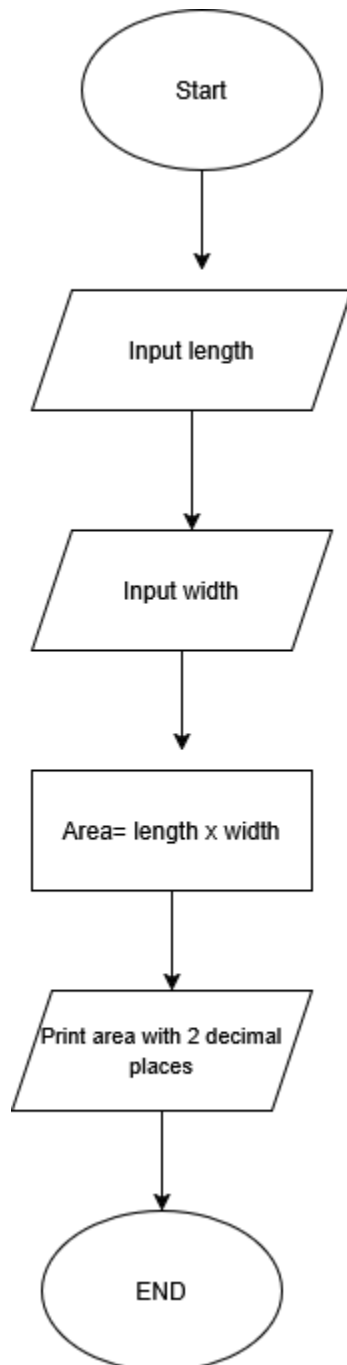 Start
Input length
Input width
Area= length x width
Print area with 2 decimal
places
END